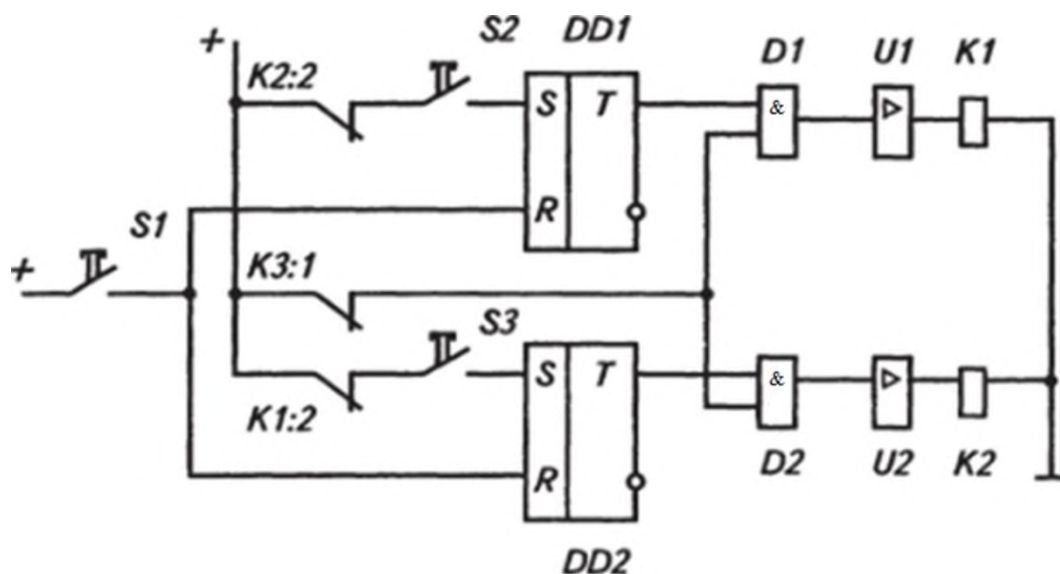 +
K2:2
S2
DD1
S
T
R
D1
&
U1
K1
S1
+
K3:1
K1:2
S3
S
T
R
DD2
&
D2
U2
K2